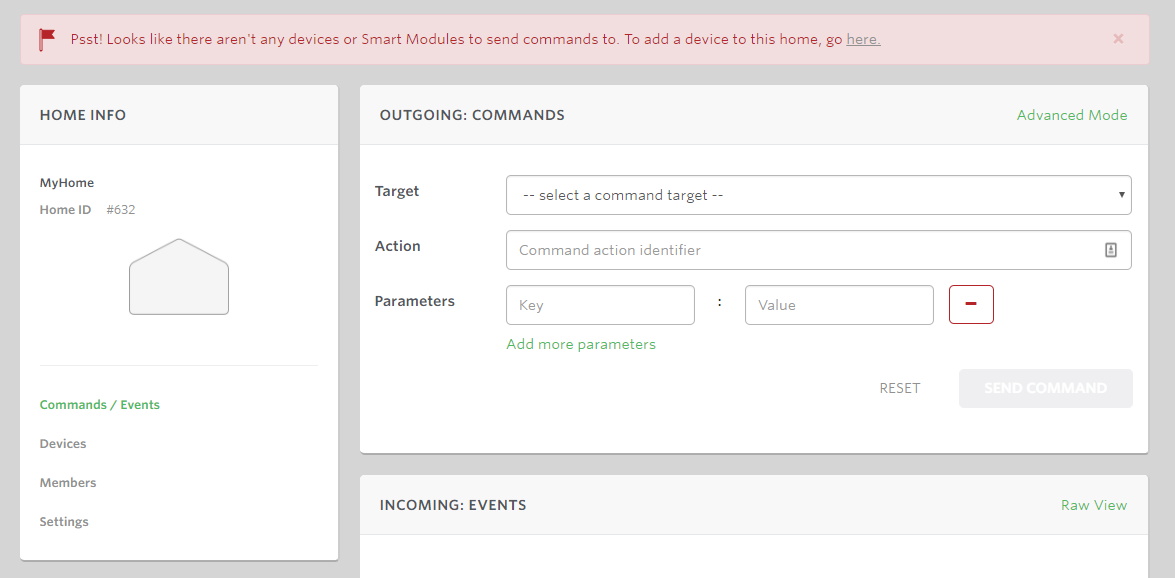 Psst! Looks like there aren't any devices or Smart Modules to send commands to. To add a device to this home, go here.
×
HOME INFO
MyHome
Home ID #632
Commands / Events
Devices
Members
Settings
OUTGOING: COMMANDS
Advanced Mode
Target
-- select a command target --
Action
Command action identifier
Parameters
Key : Value
Add more parameters
RESET
SEND COMMAND
INCOMING: EVENTS
Raw View